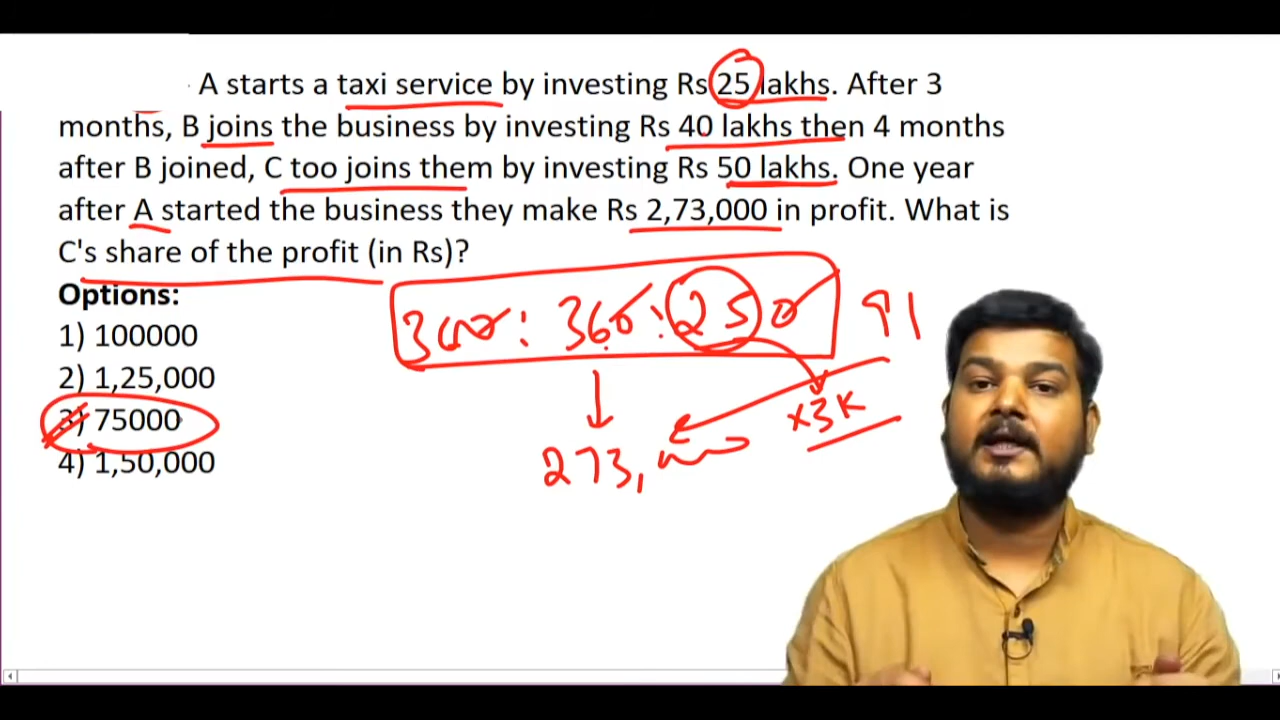 A starts a taxi service by investing Rs 25 lakhs. After 3
months, B joins the business by investing Rs 40 lakhs then 4 months
after B joined, C too joins them by investing Rs 50 lakhs. One year
after A started the business they make Rs 2,73,000 in profit. What is
C's share of the profit (in Rs)?
Options:
300 : 360 : 250 91
1) 100000
2) 1,25,000
x3K
3) 75000
4) 1,50,000
273,